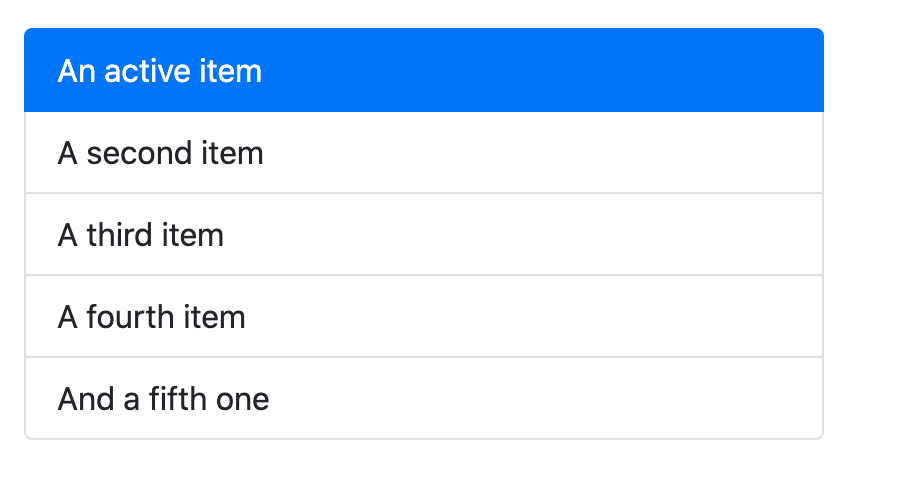 An active item
A second item
A third item
A fourth item
And a fifth one